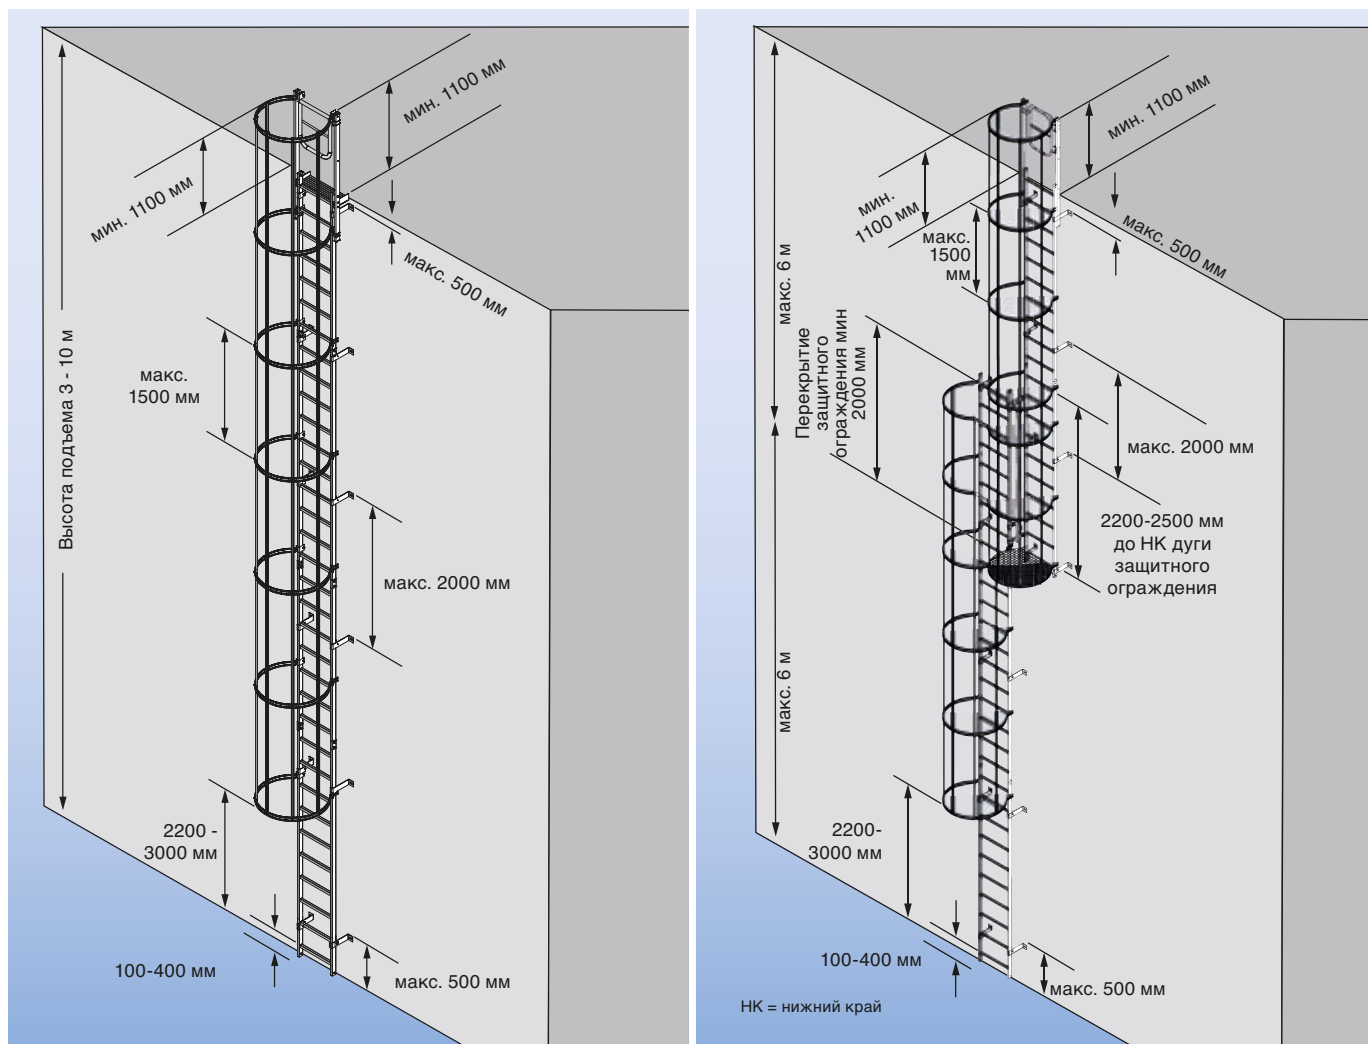 мин. 1100 мм
мин. 1100 мм
макс. 500 мм
Высота подъема 3 - 10 м
макс.
1500 мм
макс. 2000 мм
2200 -
3000 мм
100-400 мм
макс. 500 мм
мин. 1100 мм
мин.
1100 мм
макс.
1500
мм
макс. 500 мм
макс. 6 м
Перекрытие
защитного
ограждения мин
2000 мм
макс. 2000 мм
2200-2500 мм
до НК дуги
защитного
ограждения
макс. 6 м
2200-
3000 мм
100-400 мм
макс. 500 мм
НК = нижний край